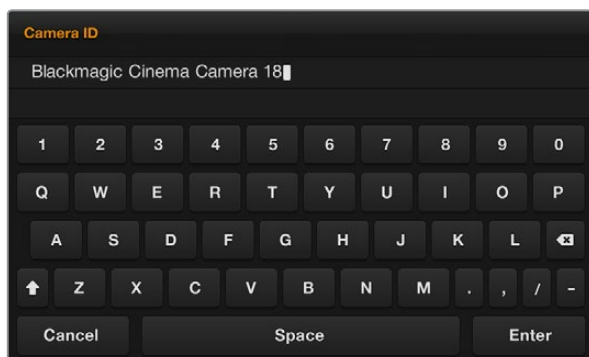 Camera ID
Blackmagic Cinema Camera 18
1 2 3 4 5 6 7 8 9 0
Q W E R T Y U I O P
A S D F G H J K L
Z X C V B N M . , / -
Cancel Space Enter